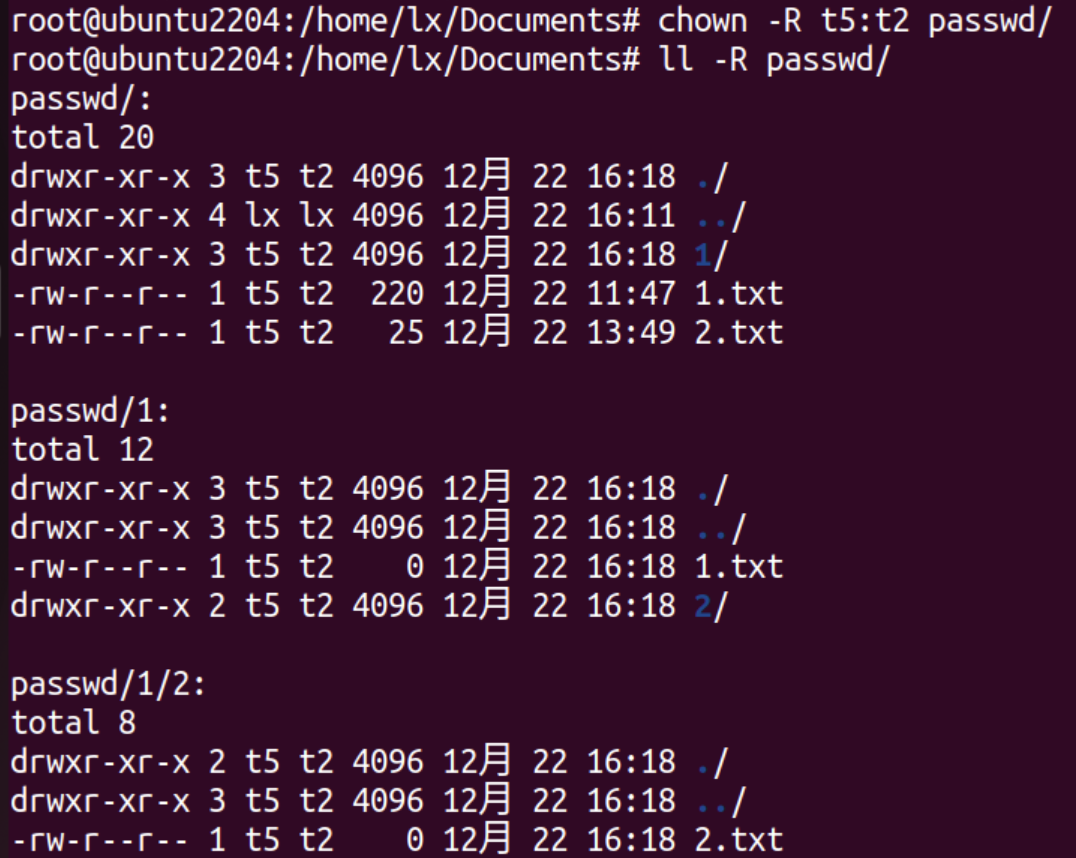 root@ubuntu2204:/home/lx/Documents# chown -R t5:t2 passwd/
root@ubuntu2204:/home/lx/Documents# ll -R passwd/
passwd/:
total 20
drwxr-xr-x 3 t5 t2 4096 12月 22 16:18 ./
drwxr-xr-x 4 lx lx 4096 12月 22 16:11 ../
drwxr-xr-x 3 t5 t2 4096 12月 22 16:18 1/
-rw-r--r-- 1 t5 t2  220 12月 22 11:47 1.txt
-rw-r--r-- 1 t5 t2   25 12月 22 13:49 2.txt

passwd/1:
total 12
drwxr-xr-x 3 t5 t2 4096 12月 22 16:18 ./
drwxr-xr-x 3 t5 t2 4096 12月 22 16:18 ../
-rw-r--r-- 1 t5 t2    0 12月 22 16:18 1.txt
drwxr-xr-x 2 t5 t2 4096 12月 22 16:18 2/

passwd/1/2:
total 8
drwxr-xr-x 2 t5 t2 4096 12月 22 16:18 ./
drwxr-xr-x 3 t5 t2 4096 12月 22 16:18 ../
-rw-r--r-- 1 t5 t2    0 12月 22 16:18 2.txt